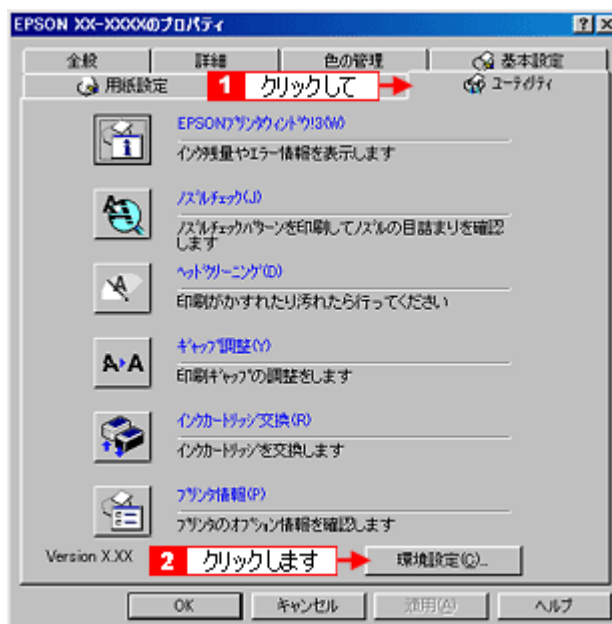 EPSON XX-XXXXのプロパティ
全般 詳細 色の管理 基本設定
用紙設定 1 クリックして ユーティリティ
EPSONプリンタウィンドウ!3(W)
インク残量やエラー情報を表示します
ノズルチェック(J)
ノズルチェックパターンを印刷してノズルの目詰まりを確認
します
ヘッドクリーニング(D)
印刷がかすれたり汚れたら行ってください
ギャップ調整(Y)
印刷ギャップの調整をします
インクカートリッジ交換(R)
インクカートリッジを交換します
プリンタ情報(P)
プリンタのオプション情報を確認します
Version X.XX 2 クリックします 環境設定(C)...
OK キャンセル 適用(A) ヘルプ